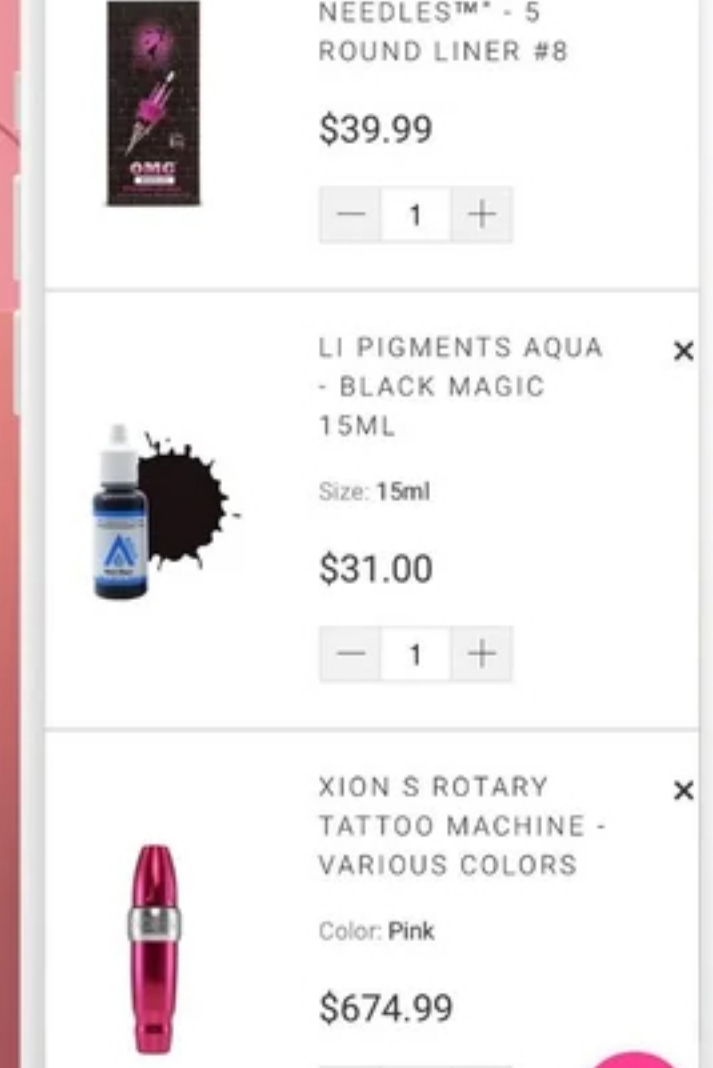 NEEDLES™* - 5
ROUND LINER #8
$39.99
— 1 +
OMG
LI PIGMENTS AQUA ×
- BLACK MAGIC
15ML
Size: 15ml
$31.00
— 1 +
XION S ROTARY ×
TATTOO MACHINE -
VARIOUS COLORS
Color: Pink
$674.99